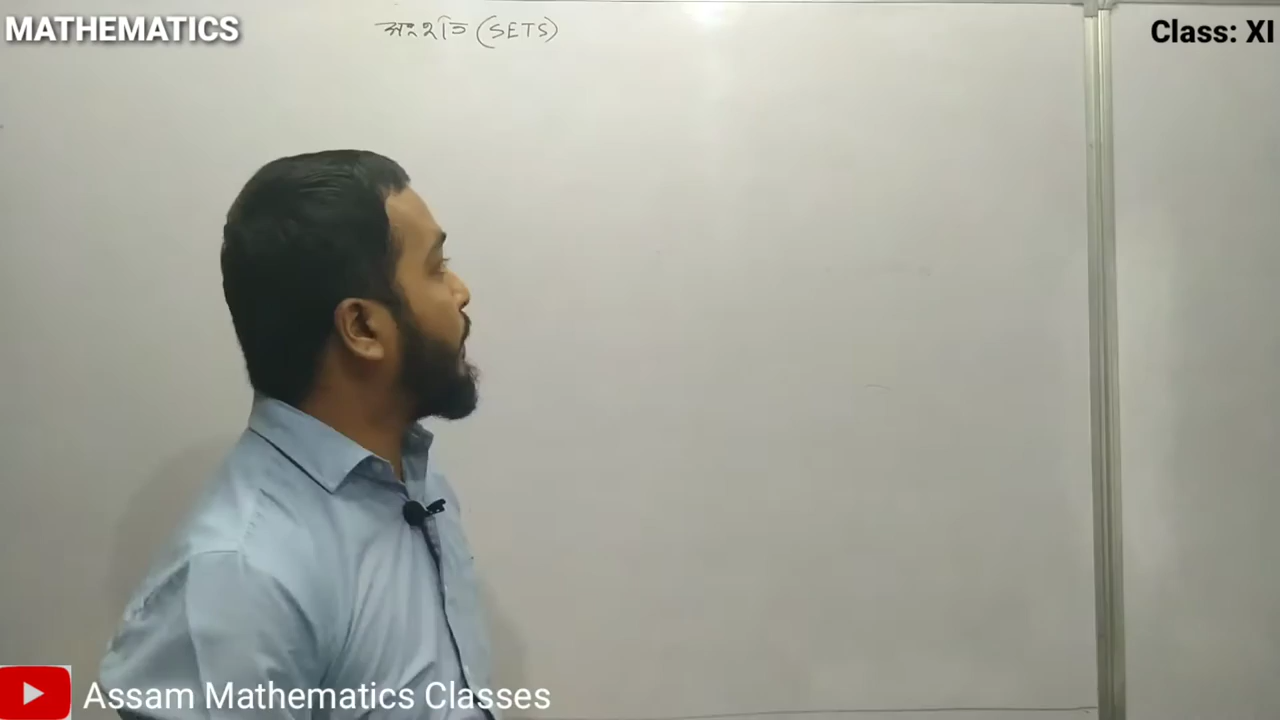 MATHEMATICS
সংহতি (SETS)
Class: XI
Assam Mathematics Classes